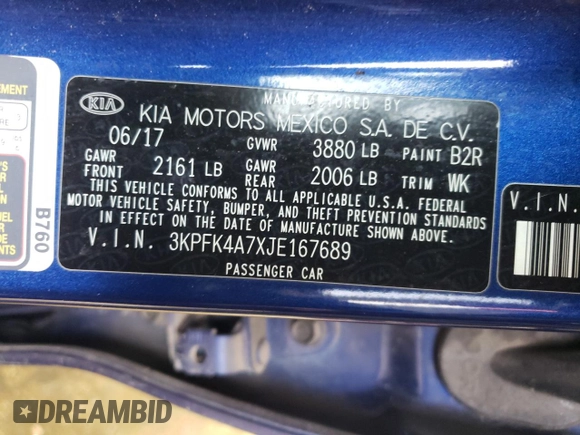 MANUFACTURED BY
KIA
KIA MOTORS MEXICO S.A. DE C.V.
06/17 GVWR 3880 LB PAINT B2R
GAWR FRONT 2161 LB GAWR REAR 2006 LB TRIM WK
THIS VEHICLE CONFORMS TO ALL APPLICABLE U.S.A. FEDERAL
MOTOR VEHICLE SAFETY, BUMPER, AND THEFT PREVENTION STANDARDS
IN EFFECT ON THE DATE OF MANUFACTURE SHOWN ABOVE.
V.I.N. 3KPFK4A7XJE167689
PASSENGER CAR
B760
V.I.N.
DREAMBID